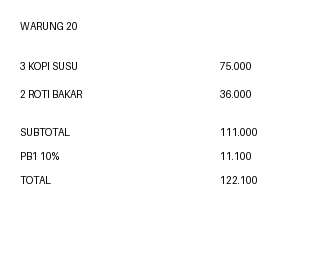 WARUNG 20
3 KOPI SUSU 75.000
2 ROTI BAKAR 36.000
SUBTOTAL 111.000
PB1 10% 11.100
TOTAL 122.100